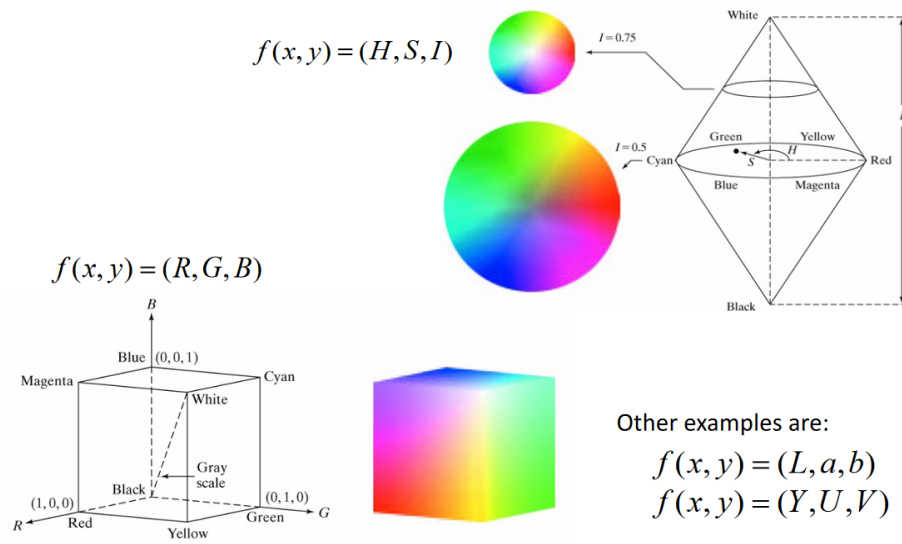 f(x, y) = (H, S, I)
I = 0.75
White
Green
Yellow
H
S
I = 0.5
Cyan
Red
Blue
Magenta
Black
f(x, y) = (R, G, B)
B
Blue
(0, 0, 1)
Magenta
Cyan
White
Gray
scale
Black
(1, 0, 0)
(0, 1, 0)
R
Red
Green
G
Yellow
Other examples are:
f(x, y) = (L, a, b)
f(x, y) = (Y, U, V)